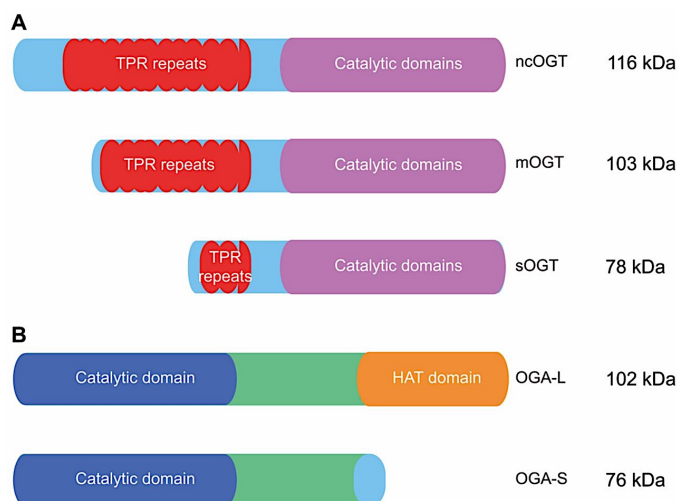 A
TPR repeats Catalytic domains ncOGT 116 kDa
TPR repeats Catalytic domains mOGT 103 kDa
TPR repeats Catalytic domains sOGT 78 kDa
B
Catalytic domain HAT domain OGA-L 102 kDa
Catalytic domain OGA-S 76 kDa